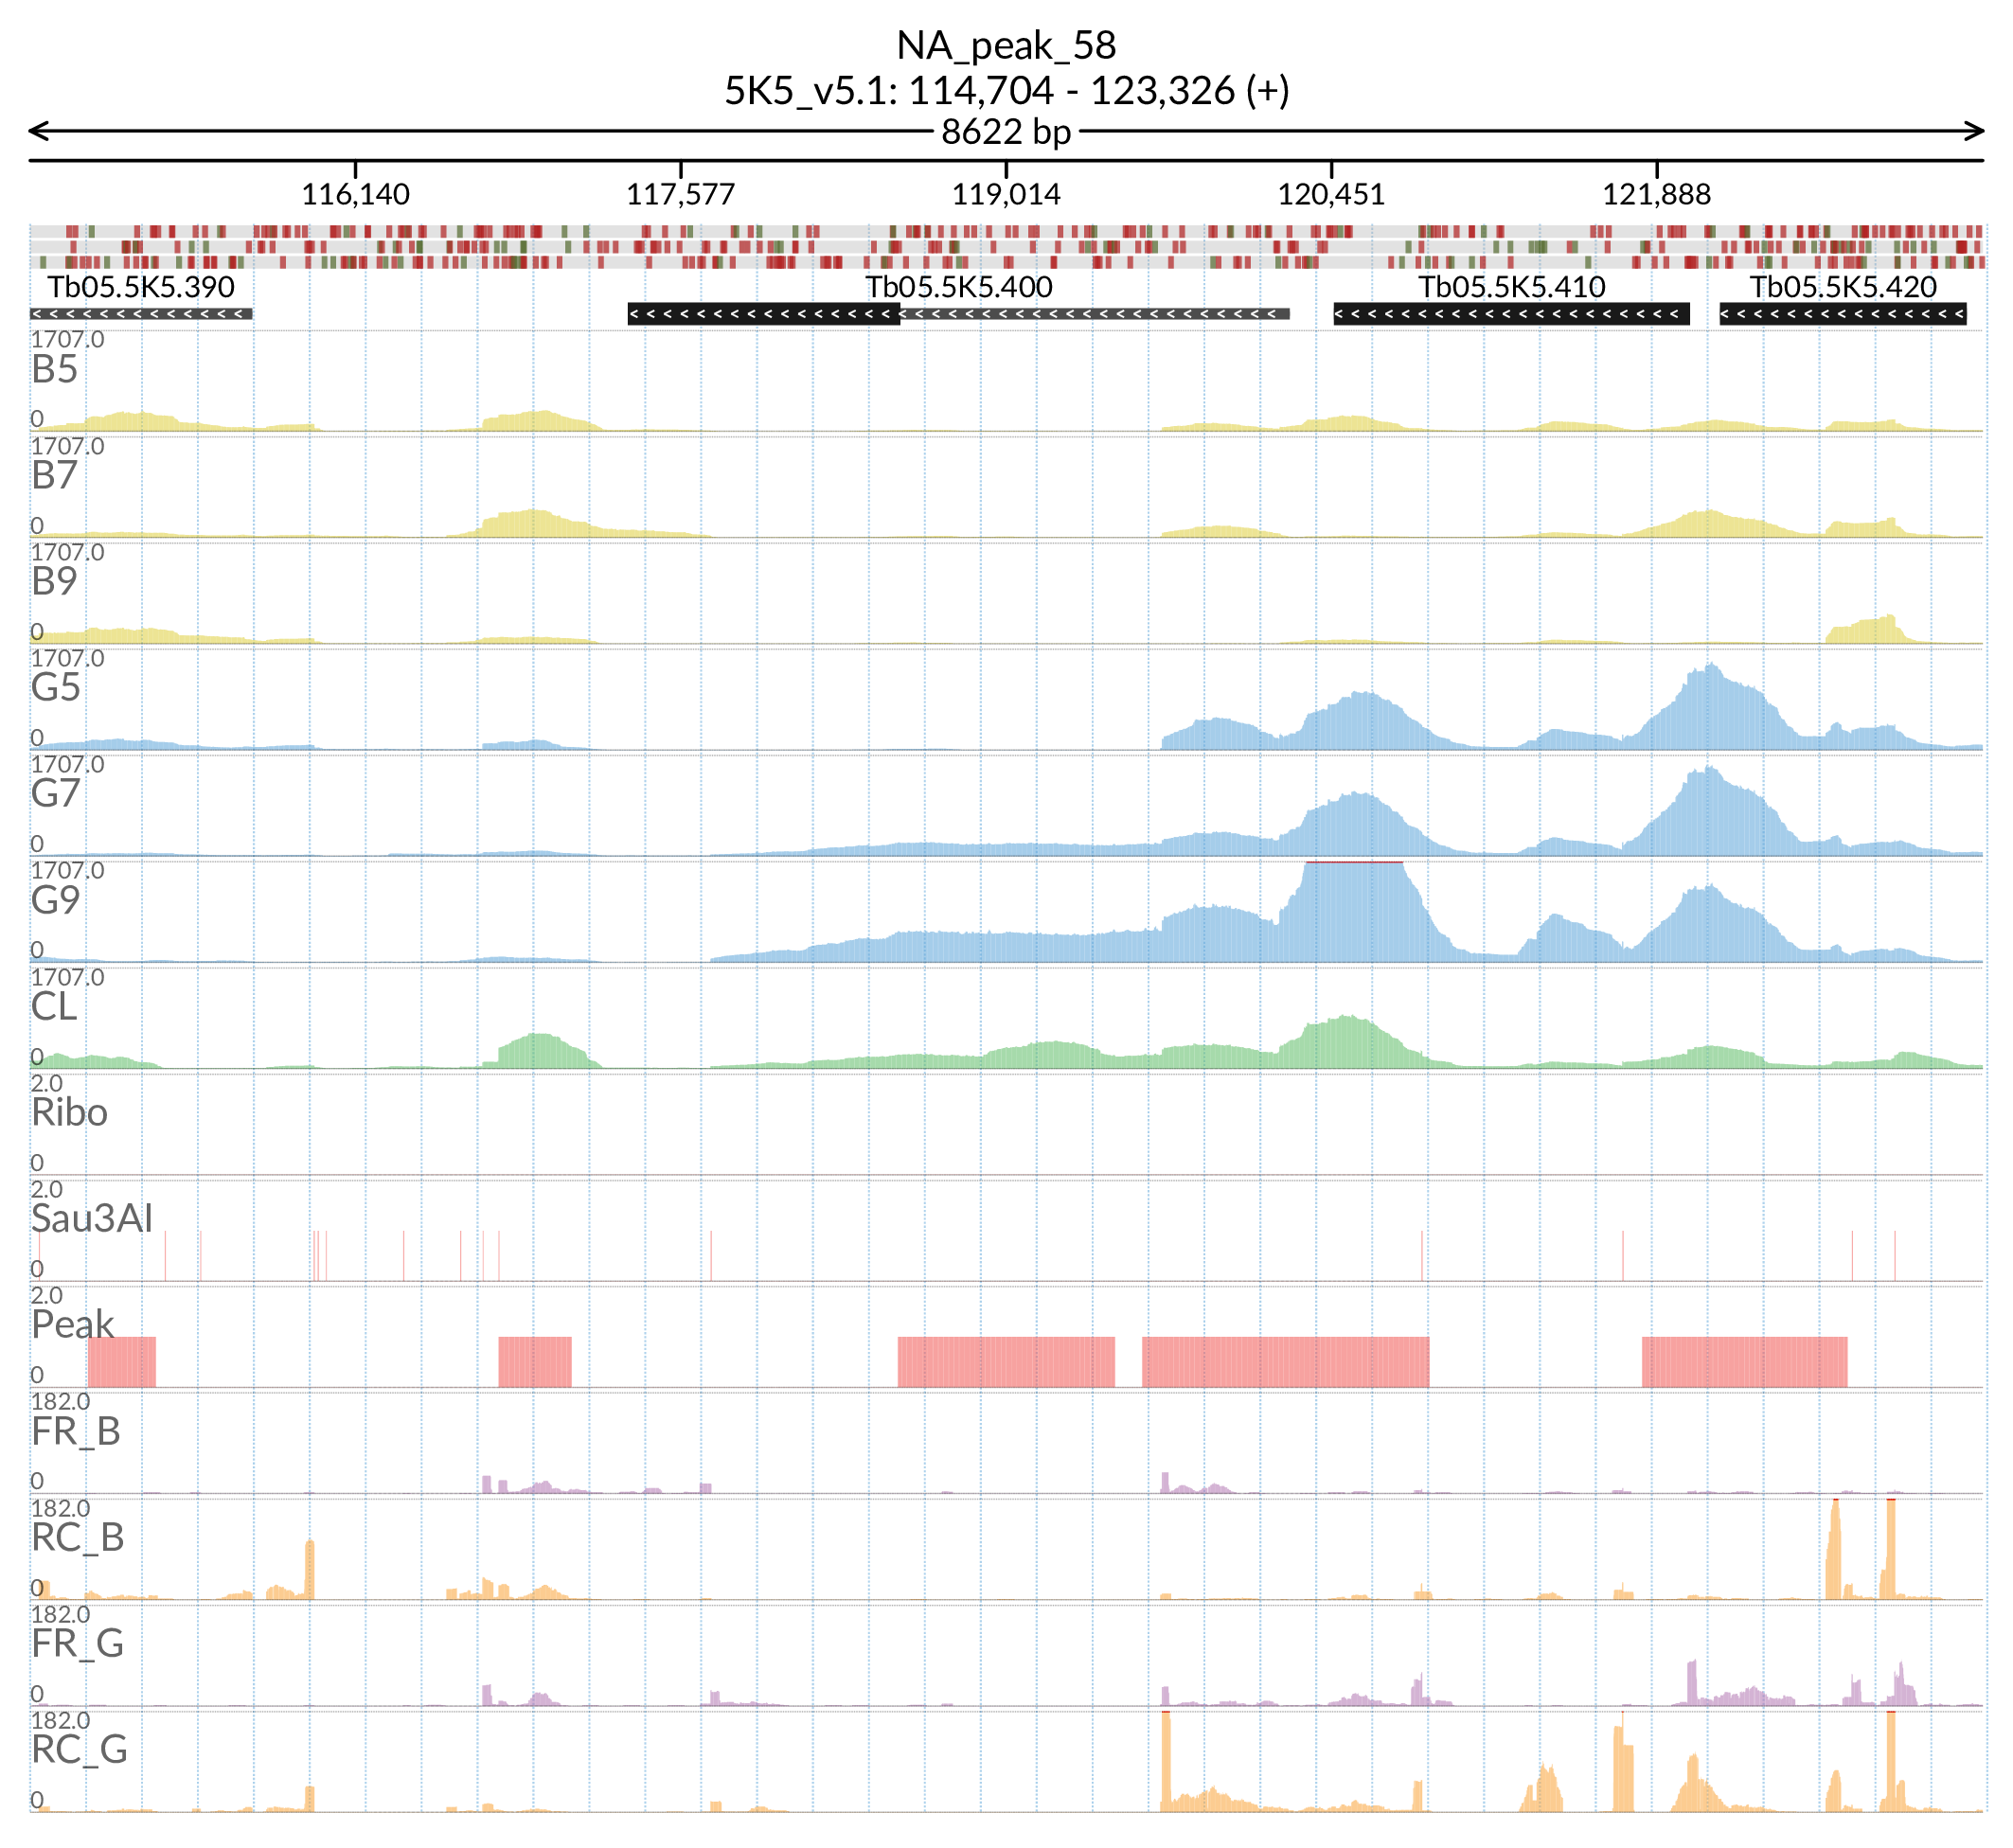 NA_peak_58
5K5_v5.1: 114,704 - 123,326 (+)
8622 bp
116,140 117,577 119,014 120,451 121,888
Tb05.5K5.390 Tb05.5K5.400 Tb05.5K5.410 Tb05.5K5.420
1707.0
B5
0
1707.0
B7
0
1707.0
B9
0
1707.0
G5
0
1707.0
G7
0
1707.0
G9
0
1707.0
CL
0
2.0
Ribo
0
2.0
Sau3AI
0
2.0
Peak
0
182.0
FR_B
0
182.0
RC_B
0
182.0
FR_G
0
182.0
RC_G
0